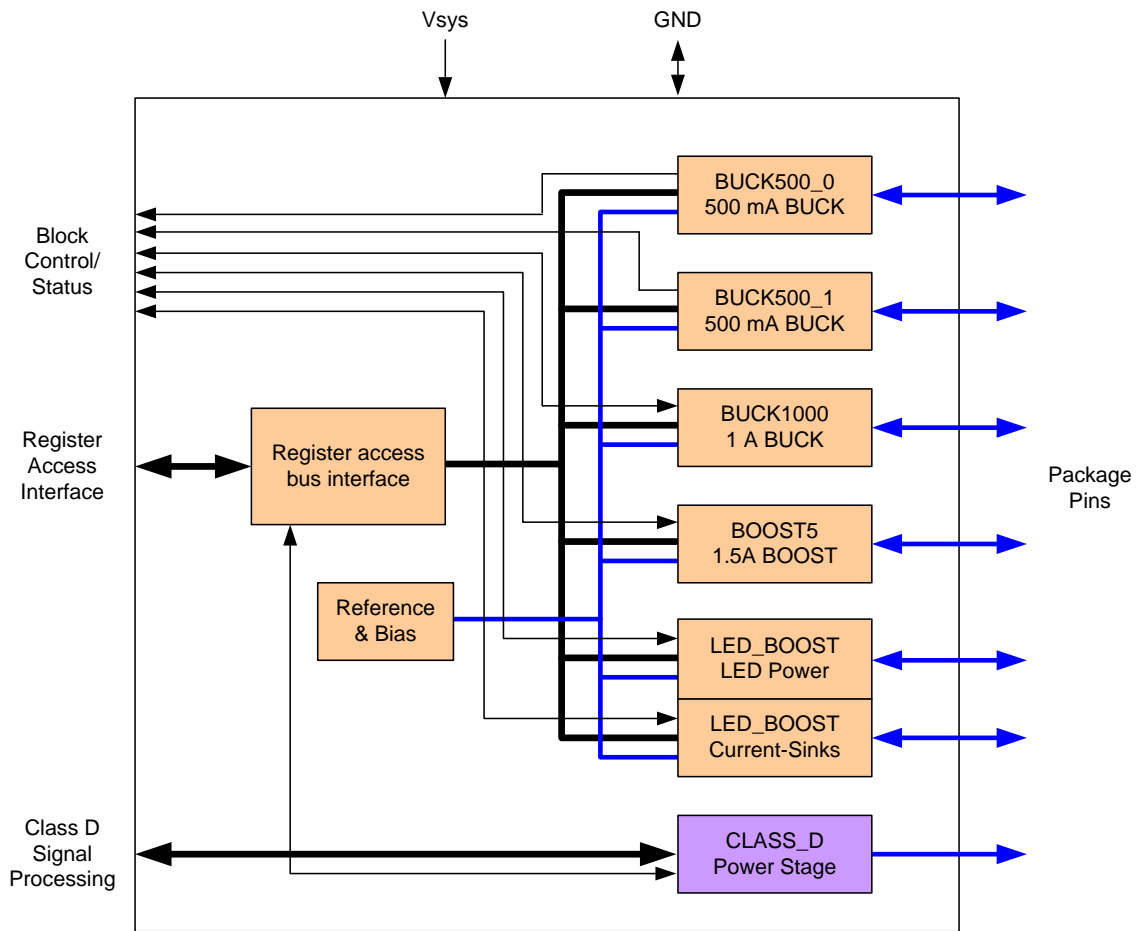 Vsys
GND
BUCK500_0
500 mA BUCK
Block
Control/
Status
BUCK500_1
500 mA BUCK
BUCK1000
1 A BUCK
Register
Access
Interface
Register access
bus interface
Package
Pins
BOOST5
1.5A BOOST
Reference
& Bias
LED_BOOST
LED Power
LED_BOOST
Current-Sinks
Class D
Signal
Processing
CLASS_D
Power Stage